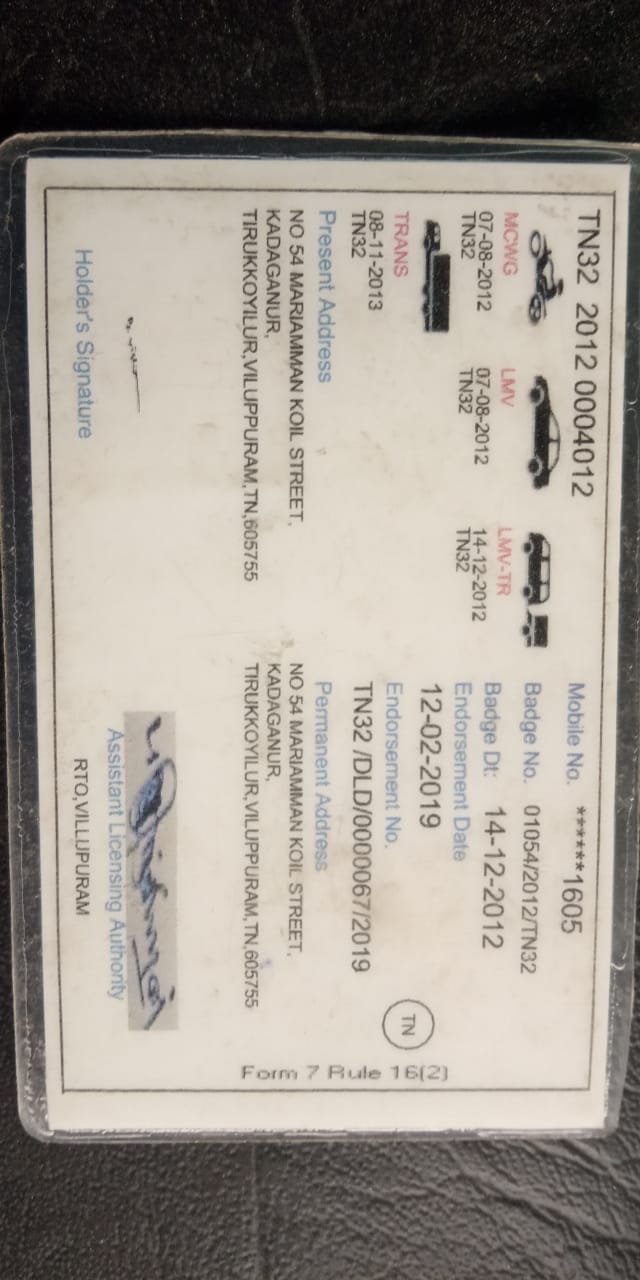 TN32 2012 0004012
MCWG
07-08-2012
TN32
LMV
07-08-2012
TN32
LMV-TR
14-12-2012
TN32
TRANS
08-11-2013
TN32
Mobile No. ******1605
Badge No. 01054/2012/TN32
Badge Dt: 14-12-2012
Endorsement Date
12-02-2019
Endorsement No.
TN32 /DLD/0000067/2019
TN
Present Address
NO 54 MARIAMMAN KOIL STREET,
KADAGANUR,
TIRUKKOYILUR,VILUPPURAM,TN,605755
Permanent Address
NO 54 MARIAMMAN KOIL STREET,
KADAGANUR,
TIRUKKOYILUR,VILUPPURAM,TN,605755
Holder's Signature
Assistant Licensing Authority
RTO,VILLUPURAM
Form 7 Rule 16(2)